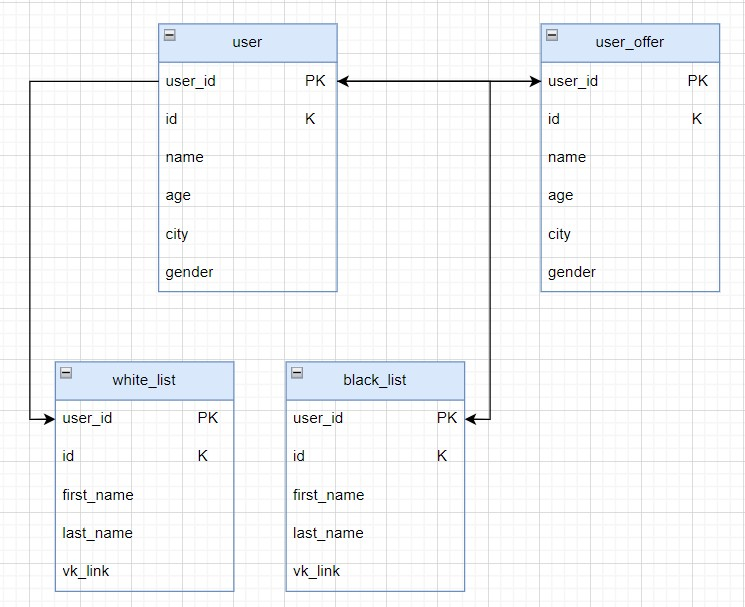 user
user_id PK
id K
name
age
city
gender
user_offer
user_id PK
id K
name
age
city
gender
white_list
user_id PK
id K
first_name
last_name
vk_link
black_list
user_id PK
id K
first_name
last_name
vk_link